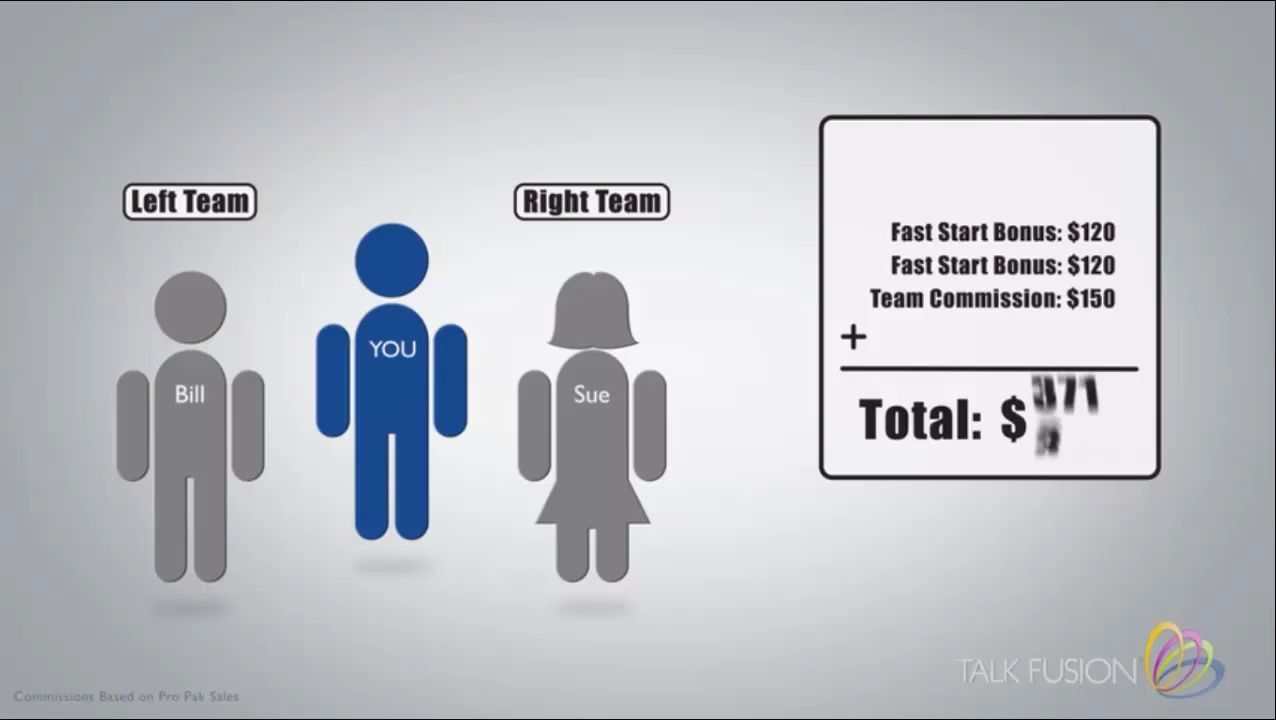 Left Team
Right Team
YOU
Bill
Sue
Fast Start Bonus: $120
Fast Start Bonus: $120
Team Commission: $150
+
Total: $
TALK FUSION
Commissions Based on Pro Pak Sales